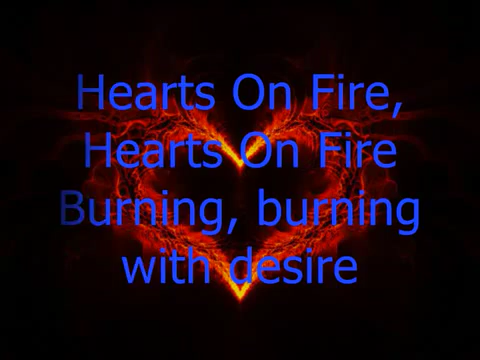 Hearts On Fire,
Hearts On Fire
Burning, burning
with desire